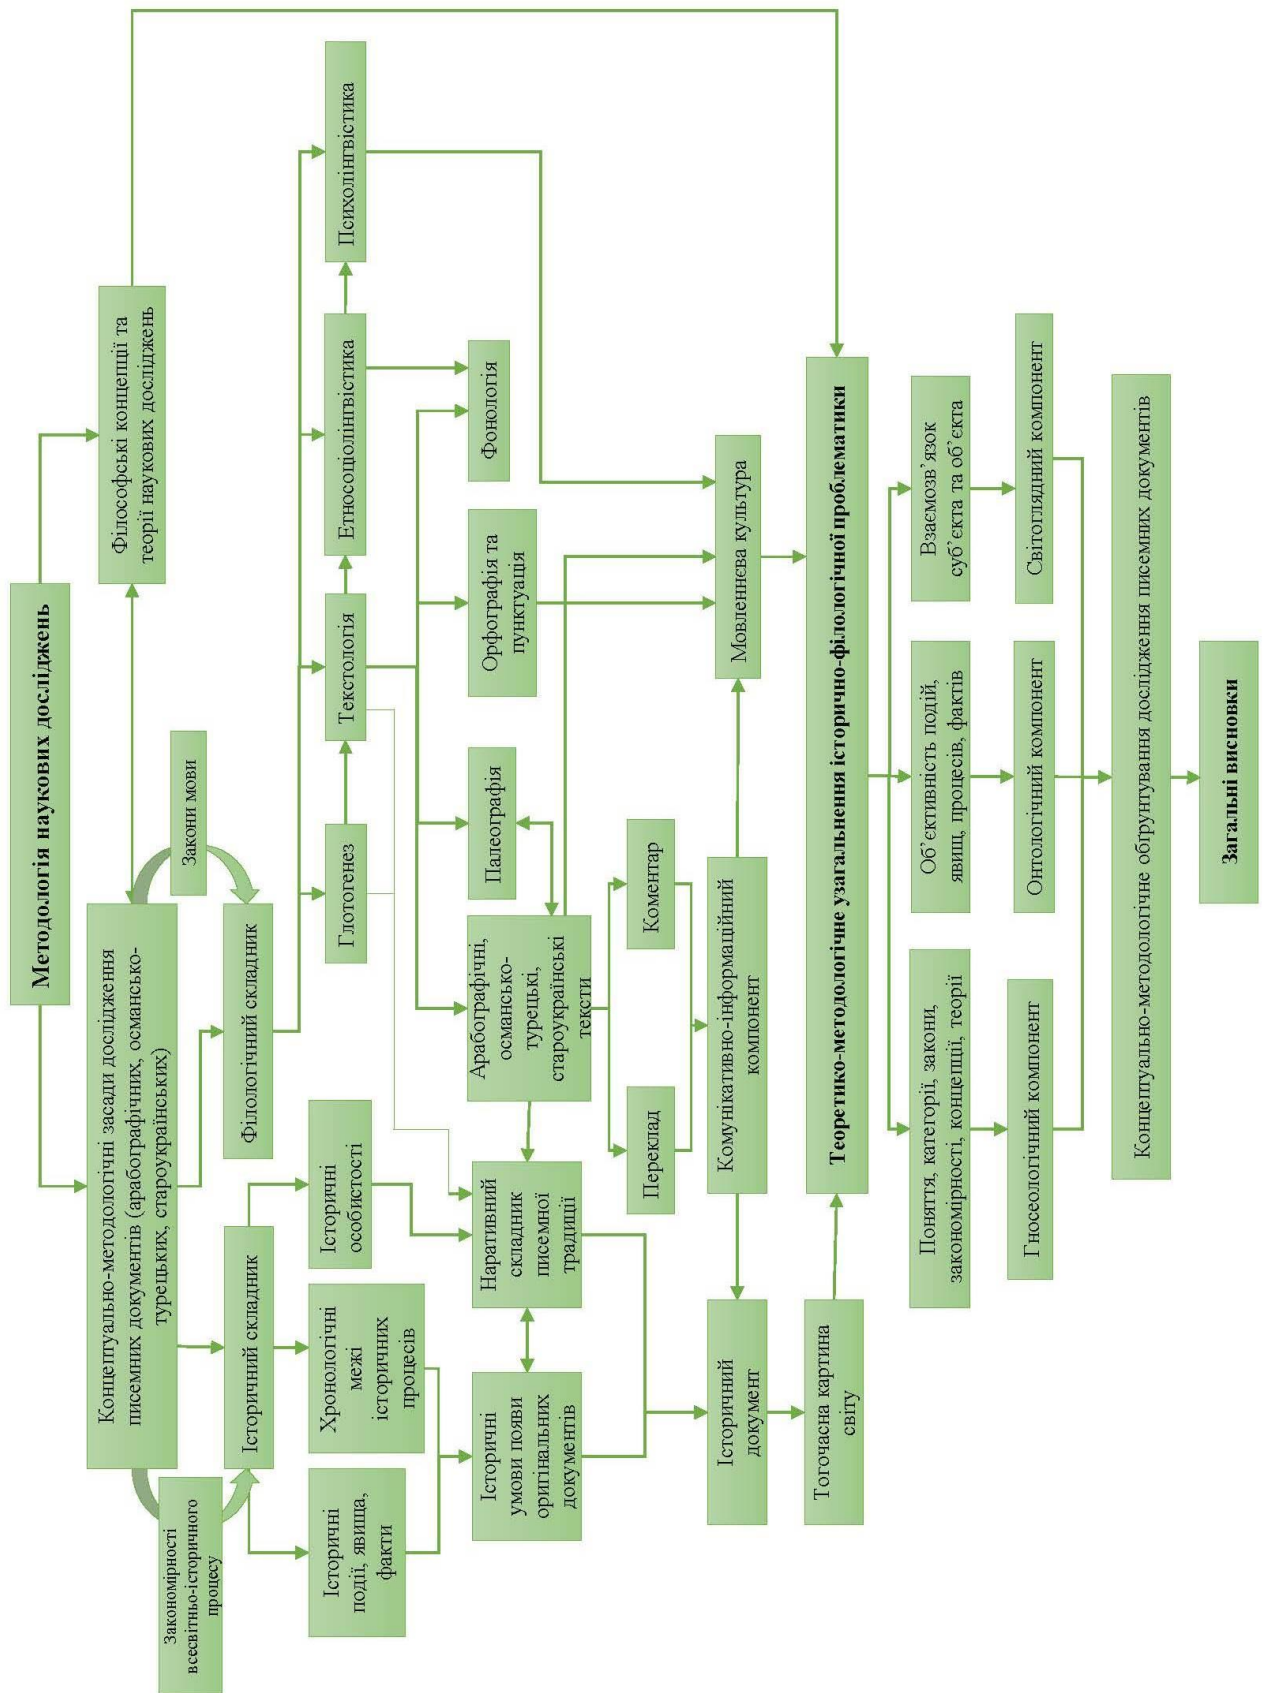 Методологія наукових досліджень
Концептуально-методологічні засади дослідження
писемних документів (арабографічних, османсько-
турецьких, староукраїнських)
Філософські концепції та
теорії наукових досліджень
Закономірності
всесвітньо-історичного
процесу
Закони мови
Історичний складник
Філологічний складник
Історичні
події, явища,
факти
Хронологічні
межі
історичних
процесів
Історичні
особистості
Глотогенез
Текстологія
Етносоціолінгвістика
Психолінгвістика
Історичні
умови появи
оригінальних
документів
Наративний
складник
писемної
традиції
Арабографічні,
османсько-
турецькі,
староукраїнські
тексти
Палеографія
Орфографія та
пунктуація
Фонологія
Переклад
Коментар
Історичний
документ
Комунікативно-інформаційний
компонент
Мовленнєва культура
Тогочасна картина
світу
Теоретико-методологічне узагальнення історично-філологічної проблематики
Поняття, категорії, закони,
закономірності, концепції, теорії
Об’єктивність подій,
явищ, процесів, фактів
Взаємозв’язок
суб’єкта та об’єкта
Гносеологічний компонент
Онтологічний компонент
Світоглядний компонент
Концептуально-методологічне обґрунтування дослідження писемних документів
Загальні висновки